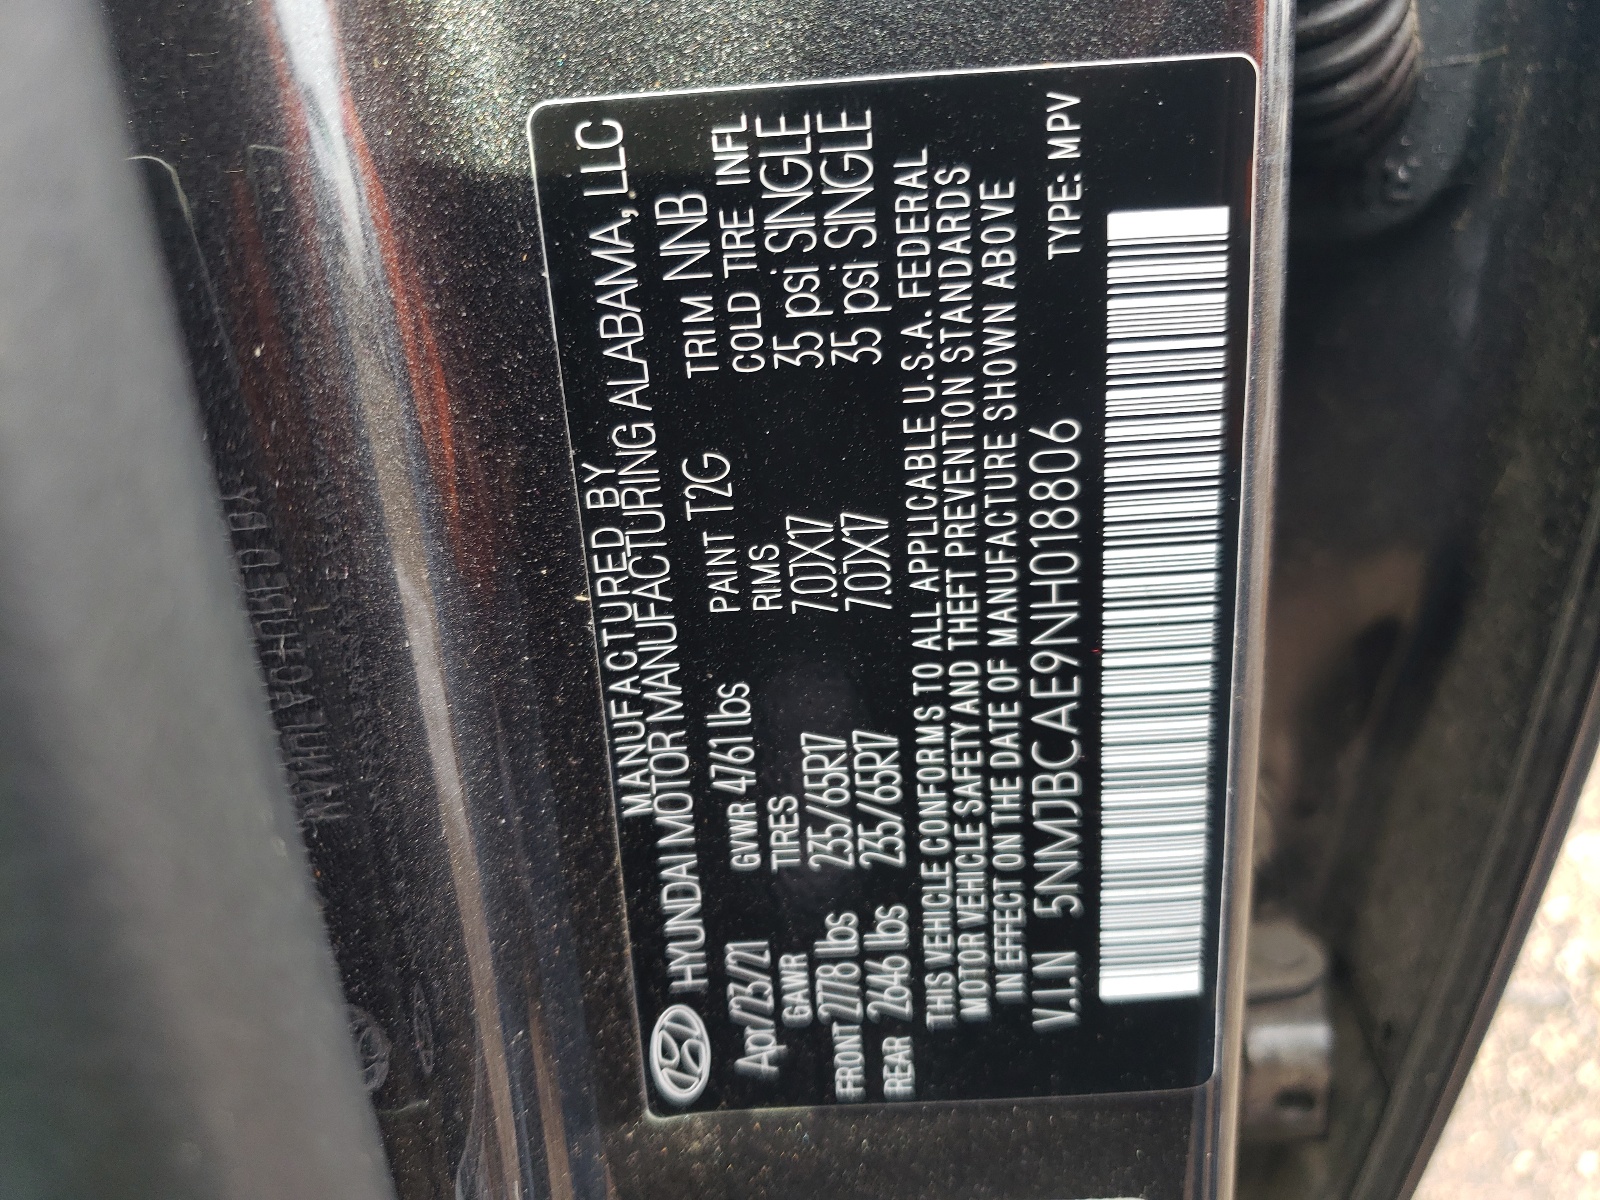 MANUFACTURED BY
HYUNDAI MOTOR MANUFACTURING ALABAMA, LLC
Apr/23/21 GVWR 4761 lbs PAINT T2G TRIM NNB
GAWR TIRES RIMS COLD TIRE INFL
FRONT 2778 lbs 235/65R17 7.0JX17 35 psi SINGLE
REAR 2646 lbs 235/65R17 7.0JX17 35 psi SINGLE
THIS VEHICLE CONFORMS TO ALL APPLICABLE U.S.A. FEDERAL
MOTOR VEHICLE SAFETY AND THEFT PREVENTION STANDARDS
IN EFFECT ON THE DATE OF MANUFACTURE SHOWN ABOVE
V.I.N 5NMJBCAE9NH018806 TYPE: MPV